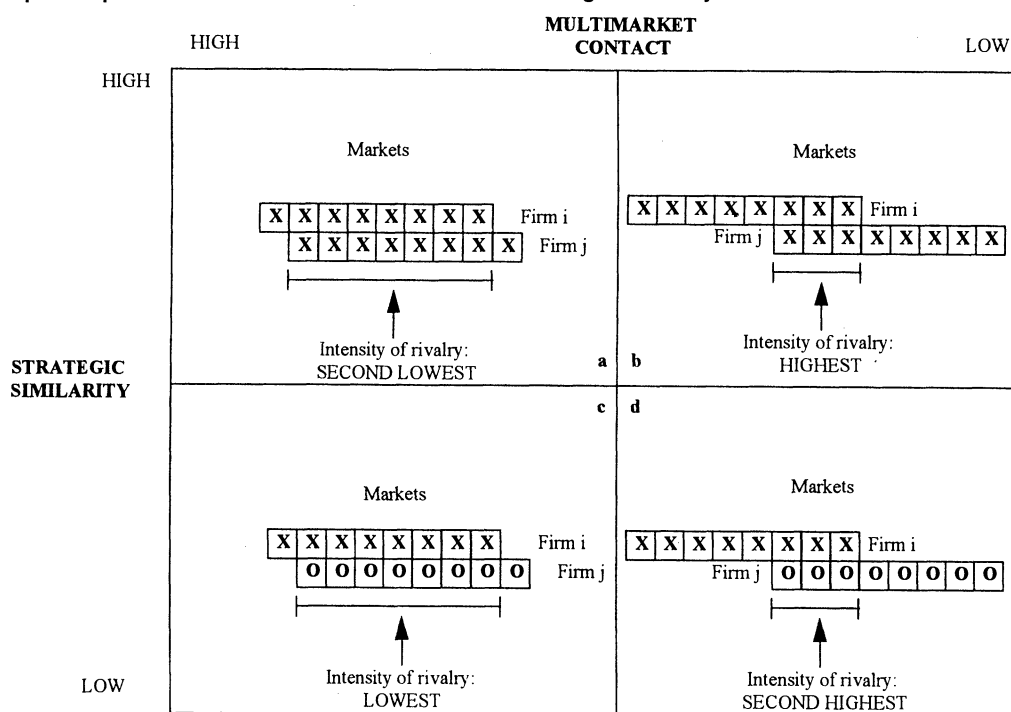 MULTIMARKET
HIGH CONTACT LOW
HIGH
Markets Markets
X X X X X X X X Firm i X X X X X X X X Firm i
X X X X X X X X Firm j Firm j X X X X X X X X
Intensity of rivalry: Intensity of rivalry:
SECOND LOWEST a b HIGHEST
STRATEGIC
SIMILARITY
c d
Markets Markets
X X X X X X X X Firm i X X X X X X X X Firm i
O O O O O O O O Firm j Firm j O O O O O O O O
Intensity of rivalry: Intensity of rivalry:
LOW LOWEST SECOND HIGHEST